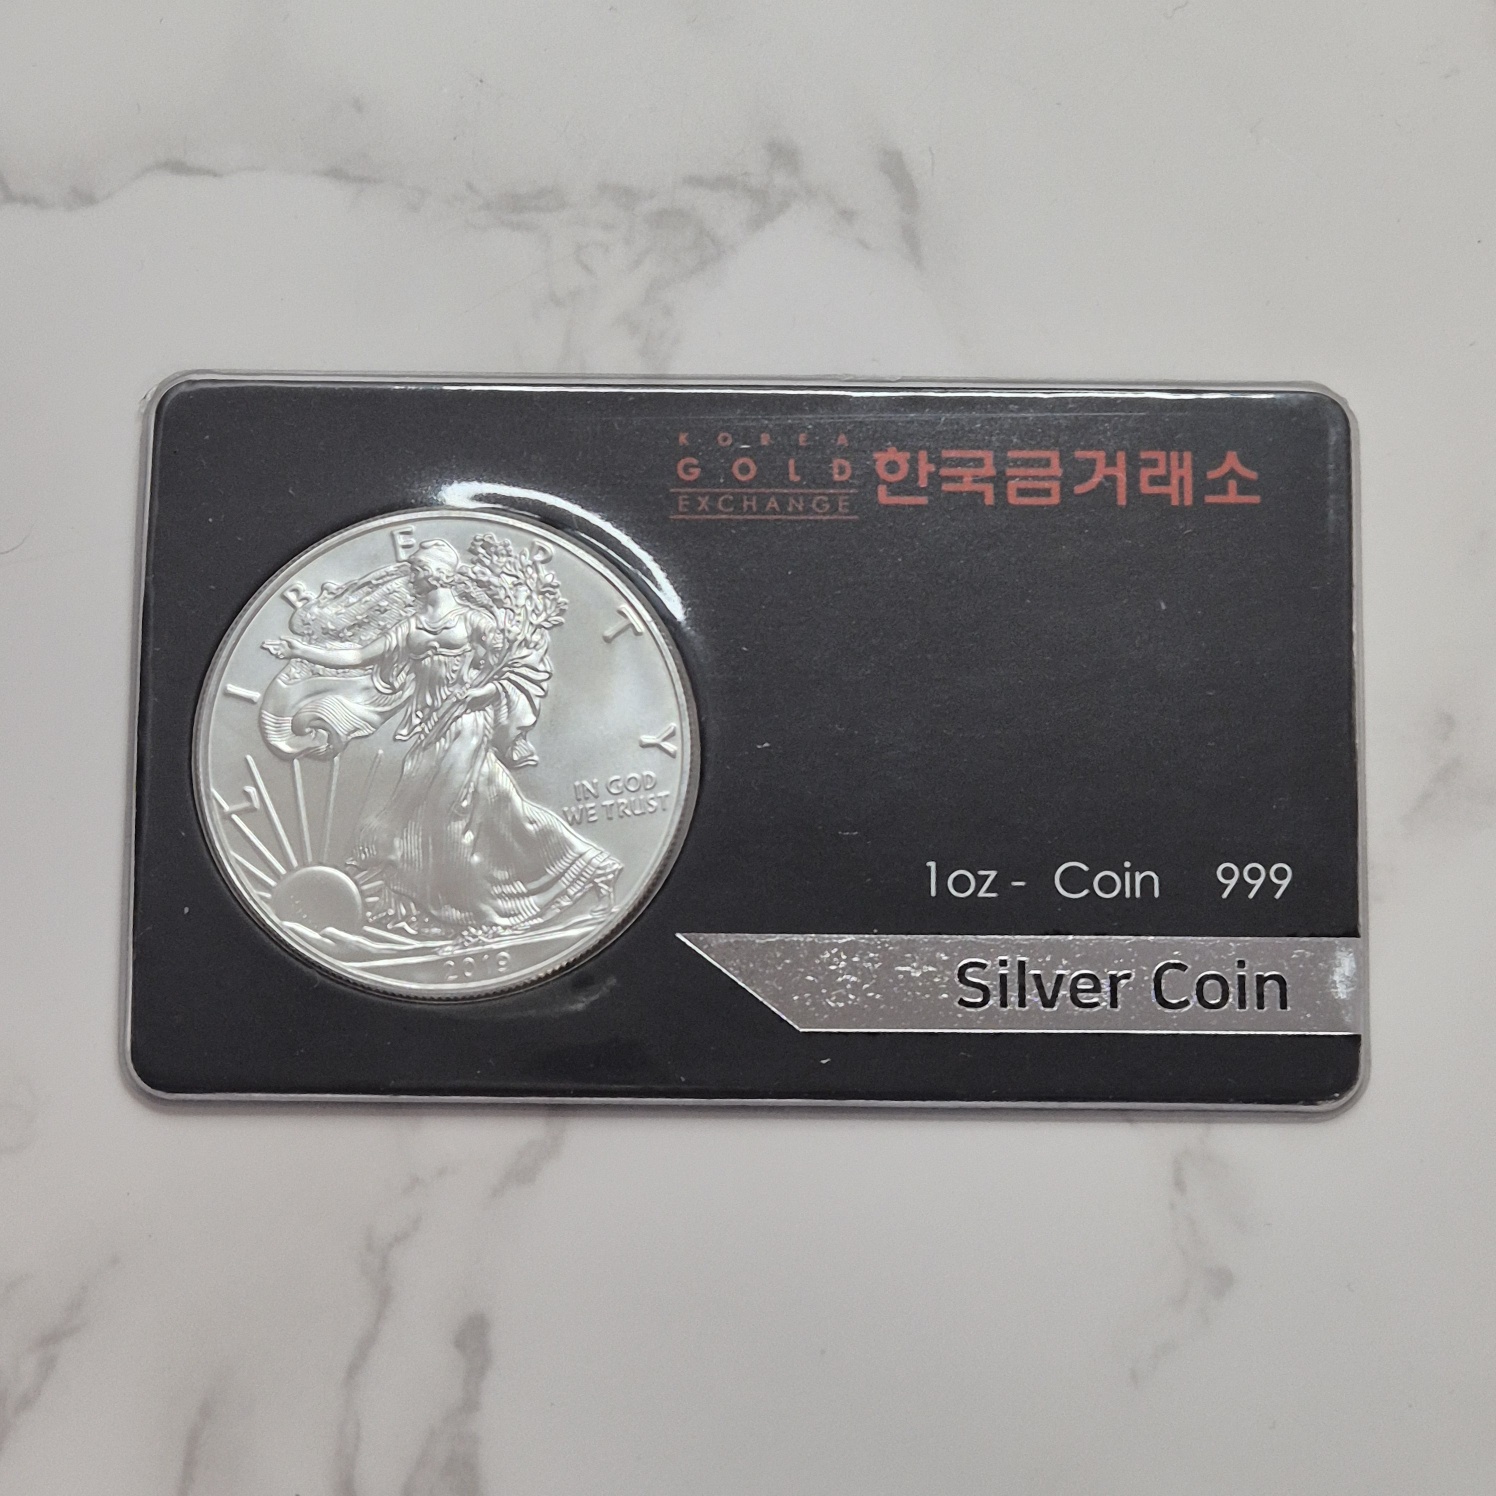 KOREA
GOLD
EXCHANGE
한국금거래소
LIBERTY
IN GOD
WE TRUST
2019
1oz - Coin 999
Silver Coin